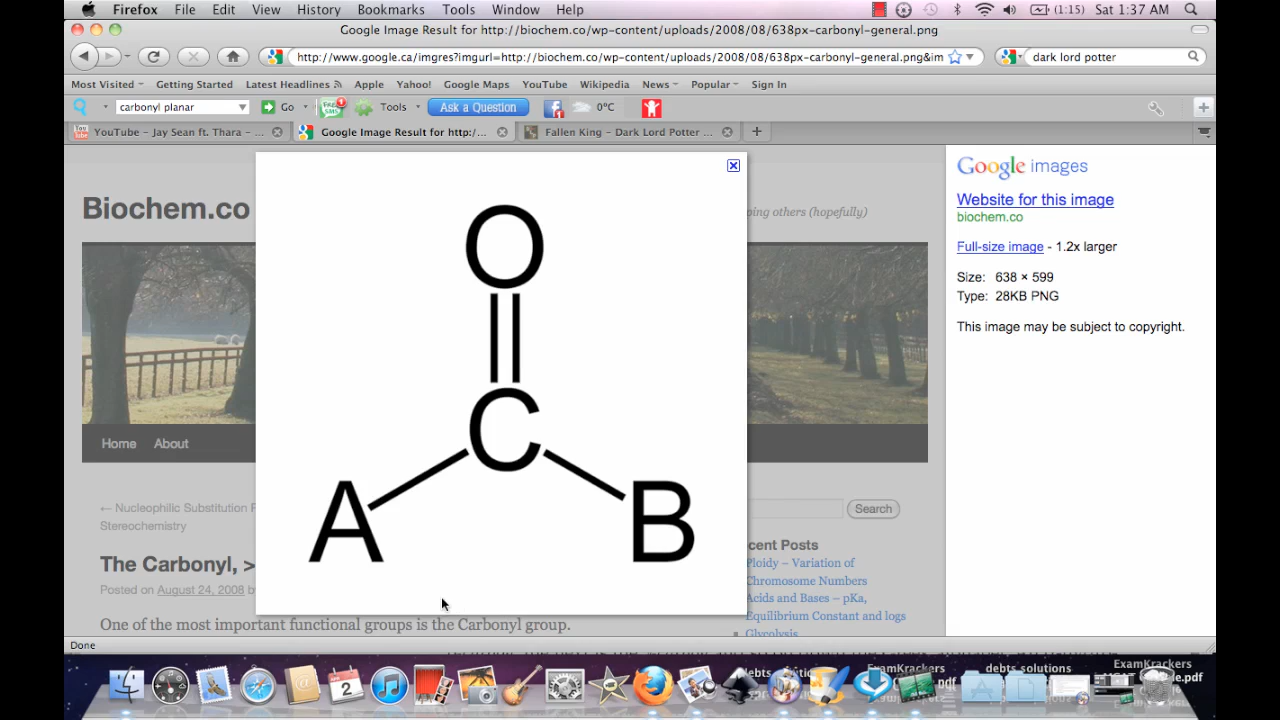 Firefox File Edit View History Bookmarks Tools Window Help (1:15) Sat 1:37 AM
Google Image Result for http://biochem.co/wp-content/uploads/2008/08/638px-carbonyl-general.png
http://www.google.ca/imgres?imgurl=http://biochem.co/wp-content/uploads/2008/08/638px-carbonyl-general.png&im dark lord potter
Most Visited Getting Started Latest Headlines Apple Yahoo! Google Maps YouTube Wikipedia News Popular Sign In
carbonyl planar Go FREE SMS Tools Ask a Question 0°C
YouTube - Jay Sean ft. Thara - ... Google Image Result for http:/... Fallen King - Dark Lord Potter ...
Google images
Website for this image
biochem.co
Full-size image - 1.2x larger
Size: 638 × 599
Type: 28KB PNG
This image may be subject to copyright.
Biochem.co
ping others (hopefully)
O
C
A B
Home About
← Nucleophilic Substitution
Stereochemistry
Search
The Carbonyl, >
Posted on August 24, 2008 b
One of the most important functional groups is the Carbonyl group.
cent Posts
Ploidy – Variation of
Chromosome Numbers
Acids and Bases – pKa,
Equilibrium Constant and logs
Glycolysis
Done
2
debts solutions
ExamKrackers